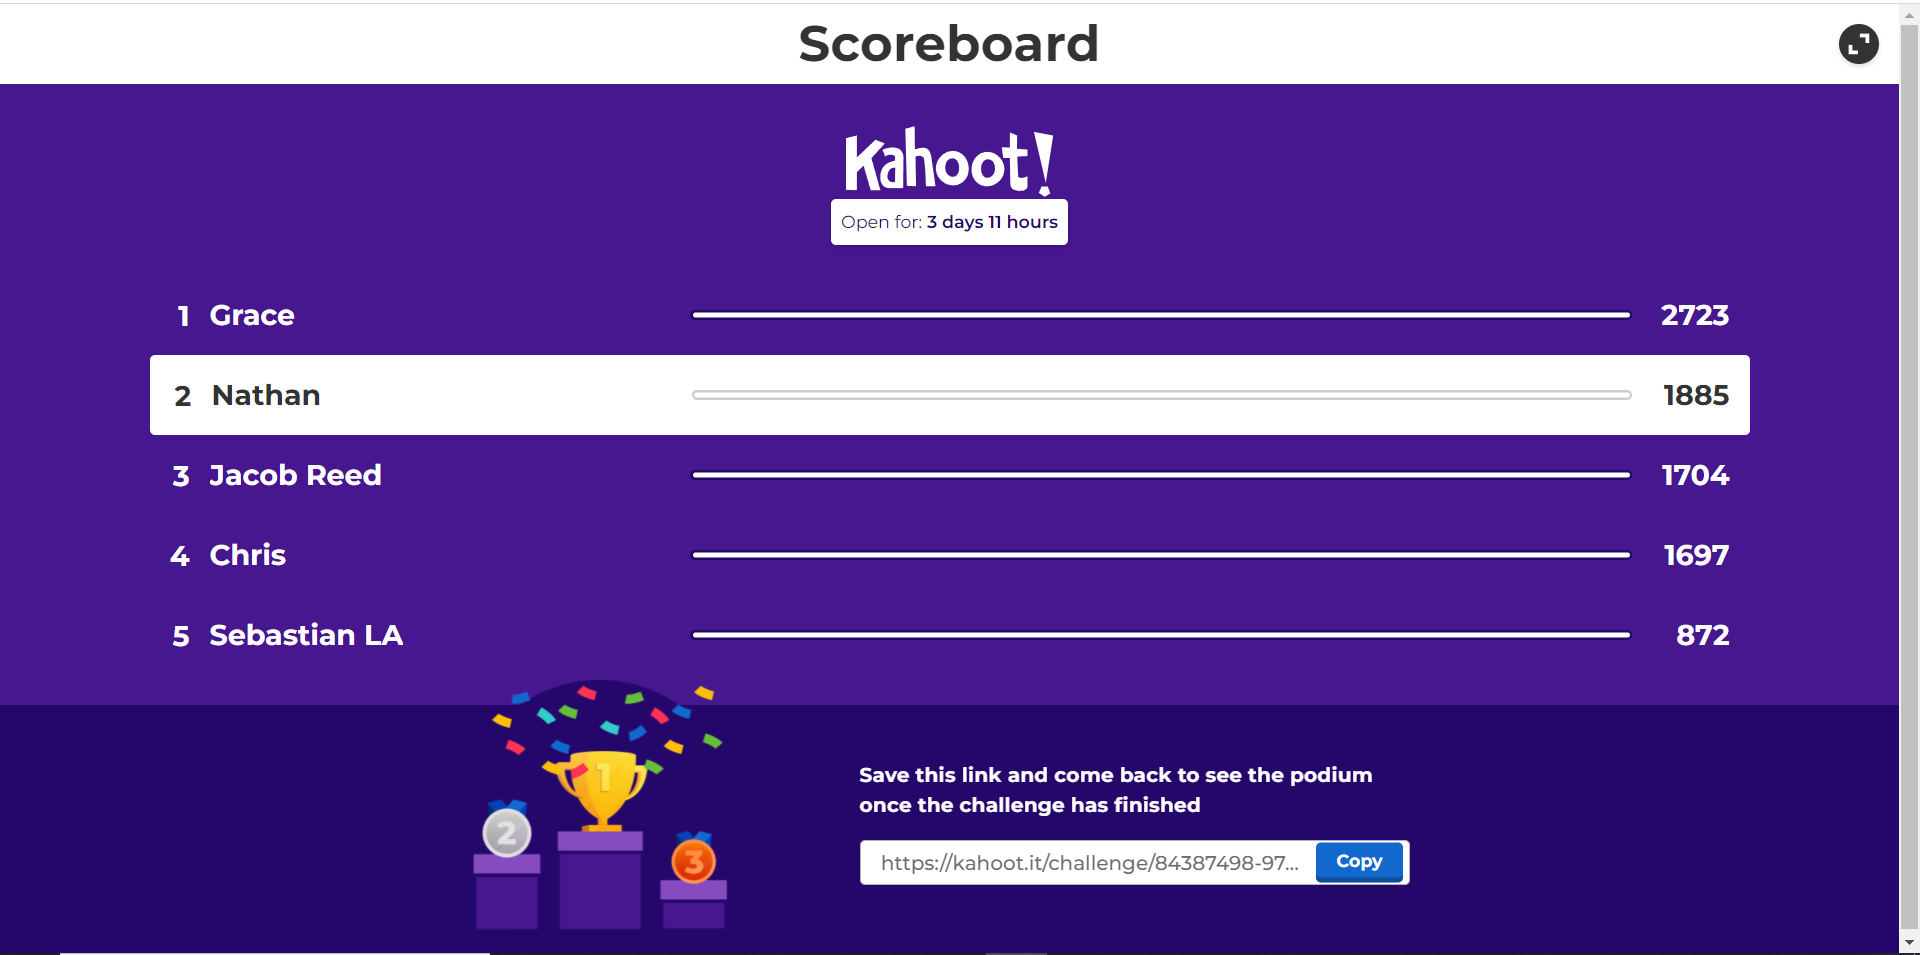 Scoreboard
Kahoot!
Open for: 3 days 11 hours
1 Grace 2723
2 Nathan 1885
3 Jacob Reed 1704
4 Chris 1697
5 Sebastian LA 872
1
2
3
Save this link and come back to see the podium
once the challenge has finished
https://kahoot.it/challenge/84387498-97... Copy